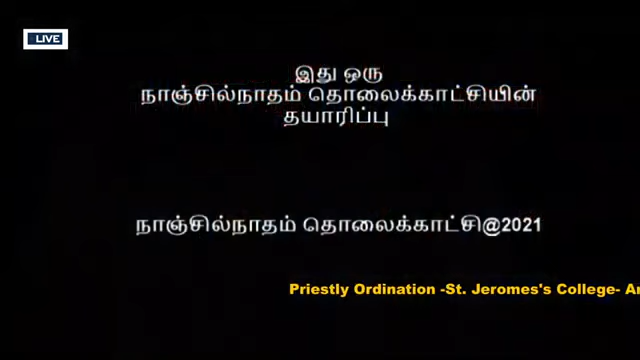 LIVE
இது ஒரு
நாஞ்சில்நாதம் தொலைக்காட்சியின்
தயாரிப்பு
நாஞ்சில்நாதம் தொலைக்காட்சி@2021
Priestly Ordination -St. Jeromes's College-